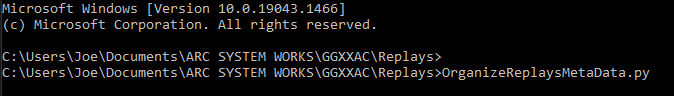 Microsoft Windows [Version 10.0.19043.1466]
(c) Microsoft Corporation. All rights reserved.
C:\Users\Joe\Documents\ARC SYSTEM WORKS\GGXXAC\Replays>
C:\Users\Joe\Documents\ARC SYSTEM WORKS\GGXXAC\Replays>OrganizeReplaysMetaData.py